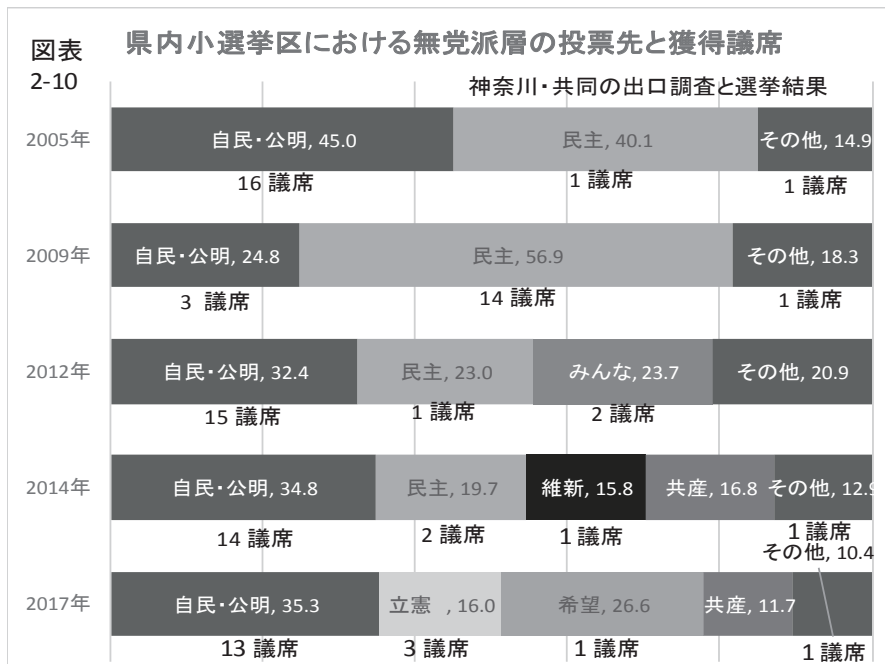 図表
2-10
県内小選挙区における無党派層の投票先と獲得議席
神奈川・共同の出口調査と選挙結果
2005年
自民・公明, 45.0 民主, 40.1 その他, 14.9
16 議席 1 議席 1 議席
2009年
自民・公明, 24.8 民主, 56.9 その他, 18.3
3 議席 14 議席 1 議席
2012年
自民・公明, 32.4 民主, 23.0 みんな, 23.7 その他, 20.9
15 議席 1 議席 2 議席
2014年
自民・公明, 34.8 民主, 19.7 維新, 15.8 共産, 16.8 その他, 12.9
14 議席 2 議席 1 議席 1 議席
その他, 10.4
2017年
自民・公明, 35.3 立憲 , 16.0 希望, 26.6 共産, 11.7
13 議席 3 議席 1 議席 1 議席